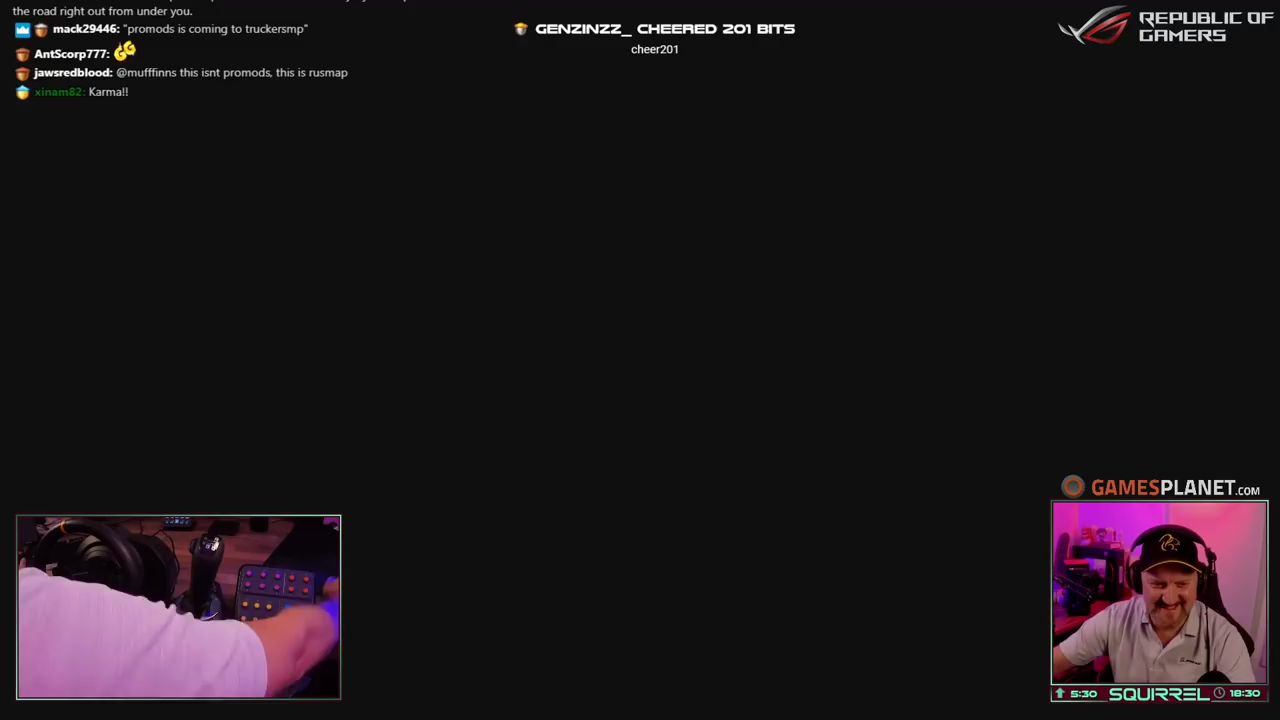 the road right out from under you.
mack29446: "promods is coming to truckersmp"
AntScorp777:
jawsredblood: @mufffinns this isnt promods, this is rusmap
xinam82: Karma!!
GENZINZZ_ CHEERED 201 BITS
cheer201
REPUBLIC OF
GAMERS
GAMESPLANET.COM
5:30 SQUIRREL 18:30